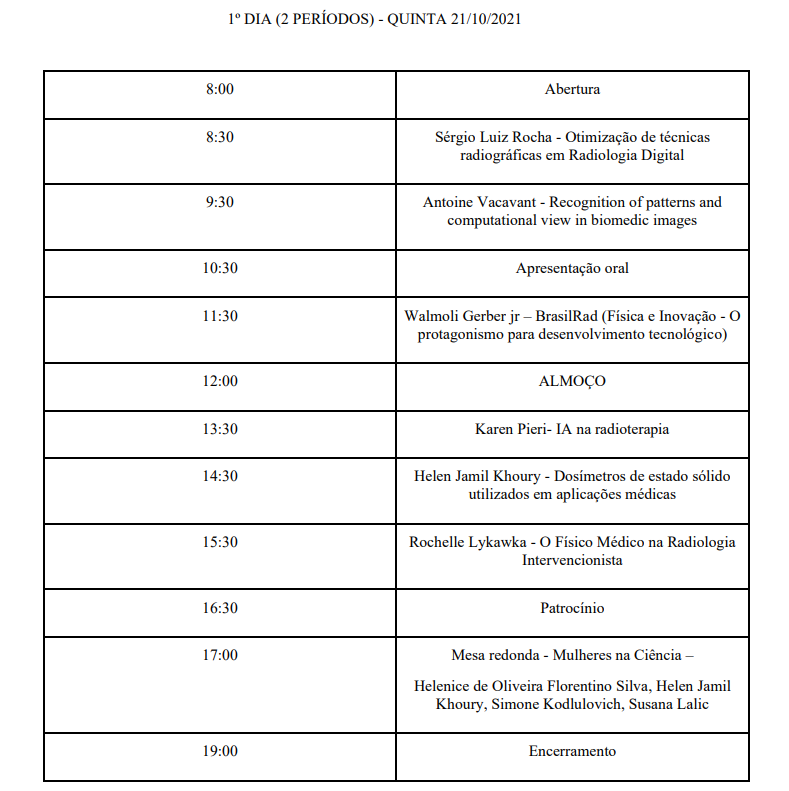 1º DIA (2 PERÍODOS) - QUINTA 21/10/2021
8:00
Abertura
8:30
Sérgio Luiz Rocha - Otimização de técnicas
radiográficas em Radiologia Digital
9:30
Antoine Vacavant - Recognition of patterns and
computational view in biomedic images
10:30
Apresentação oral
11:30
Walmoli Gerber jr – BrasilRad (Física e Inovação - O
protagonismo para desenvolvimento tecnológico)
12:00
ALMOÇO
13:30
Karen Pieri- IA na radioterapia
14:30
Helen Jamil Khoury - Dosímetros de estado sólido
utilizados em aplicações médicas
15:30
Rochelle Lykawka - O Físico Médico na Radiologia
Intervencionista
16:30
Patrocínio
17:00
Mesa redonda - Mulheres na Ciência –
Helenice de Oliveira Florentino Silva, Helen Jamil
Khoury, Simone Kodlulovich, Susana Lalic
19:00
Encerramento